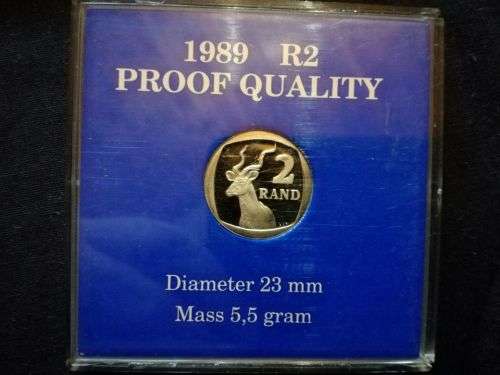 1989 R2
PROOF QUALITY
2
RAND
Diameter 23 mm
Mass 5,5 gram